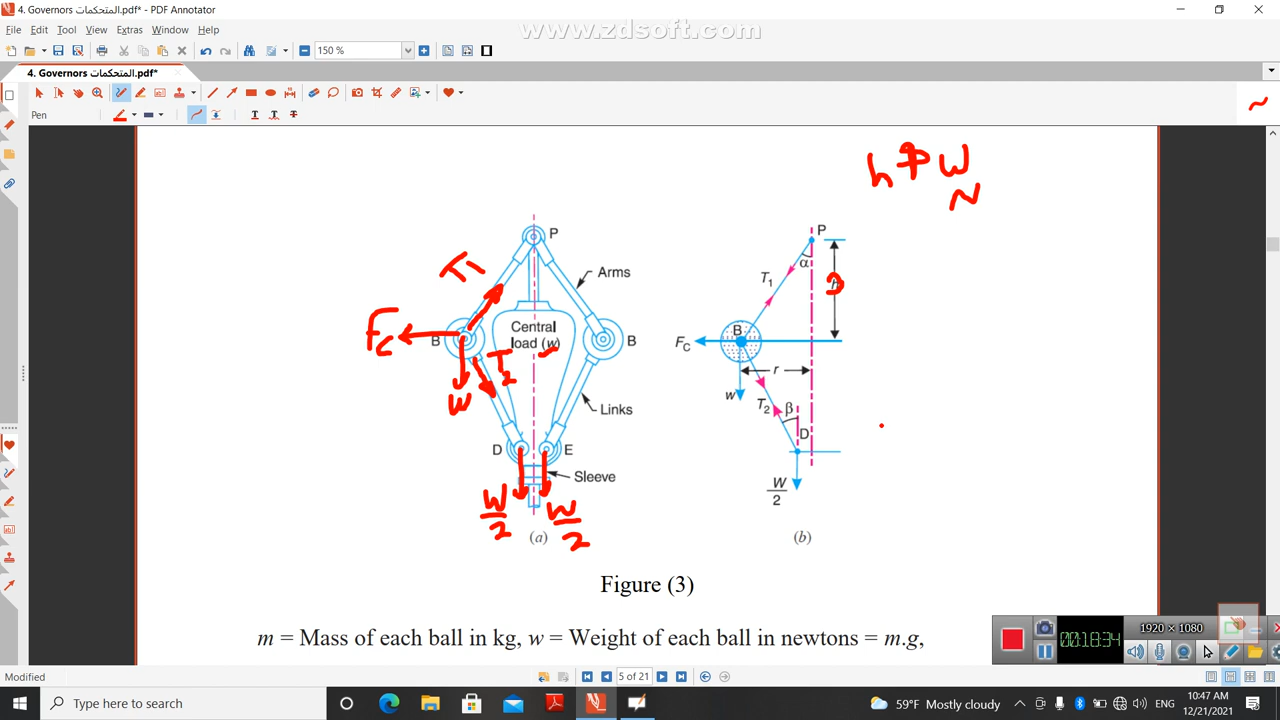 4. Governors المتحكمات.pdf* - PDF Annotator
www.zdsoft.com
File Edit Tool View Extras Window Help
150 %
4. Governors المتحكمات.pdf*
Pen
h
W
N
P
Arms
T1
Fc
B
Central
load (w)
B
T2
W
Links
D
E
Sleeve
W
2
W
2
(a)
P
α
T1
B
FC
r
w
T2
β
D
W
2
(b)
Figure (3)
m = Mass of each ball in kg, w = Weight of each ball in newtons = m.g,
1920 × 1080
00:18:34
Modified
5 of 21
Type here to search
59°F Mostly cloudy
ENG
10:47 AM
12/21/2021